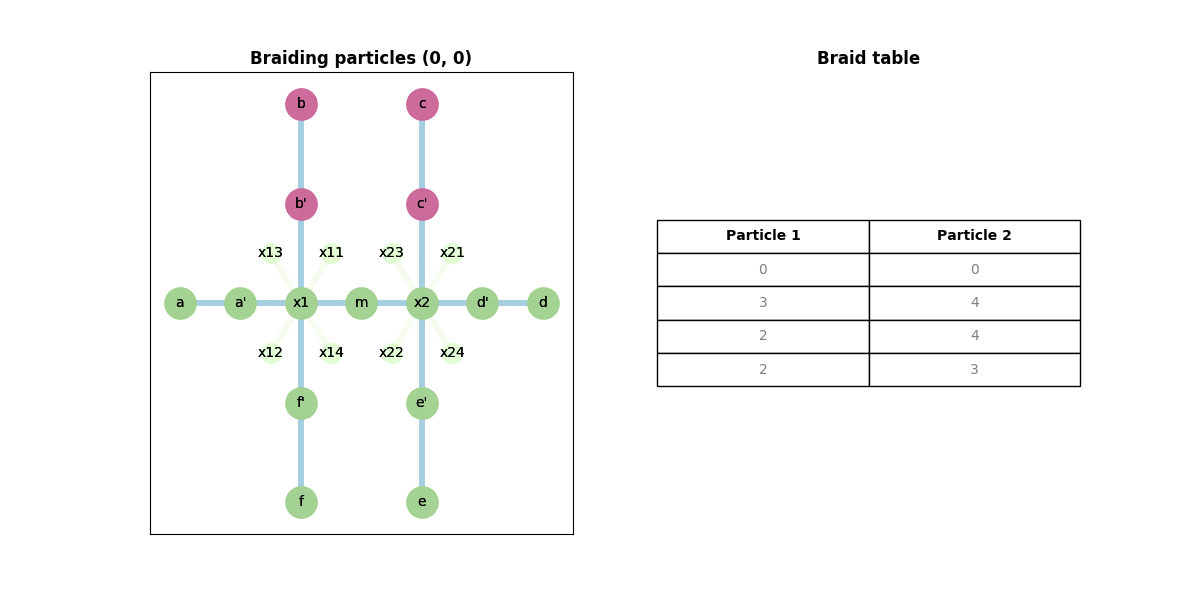 Braiding particles (0, 0)
b c
b' c'
x13 x11 x23 x21
a a' x1 m x2 d' d
x12 x14 x22 x24
f' e'
f e
Braid table
Particle 1 Particle 2
0 0
3 4
2 4
2 3